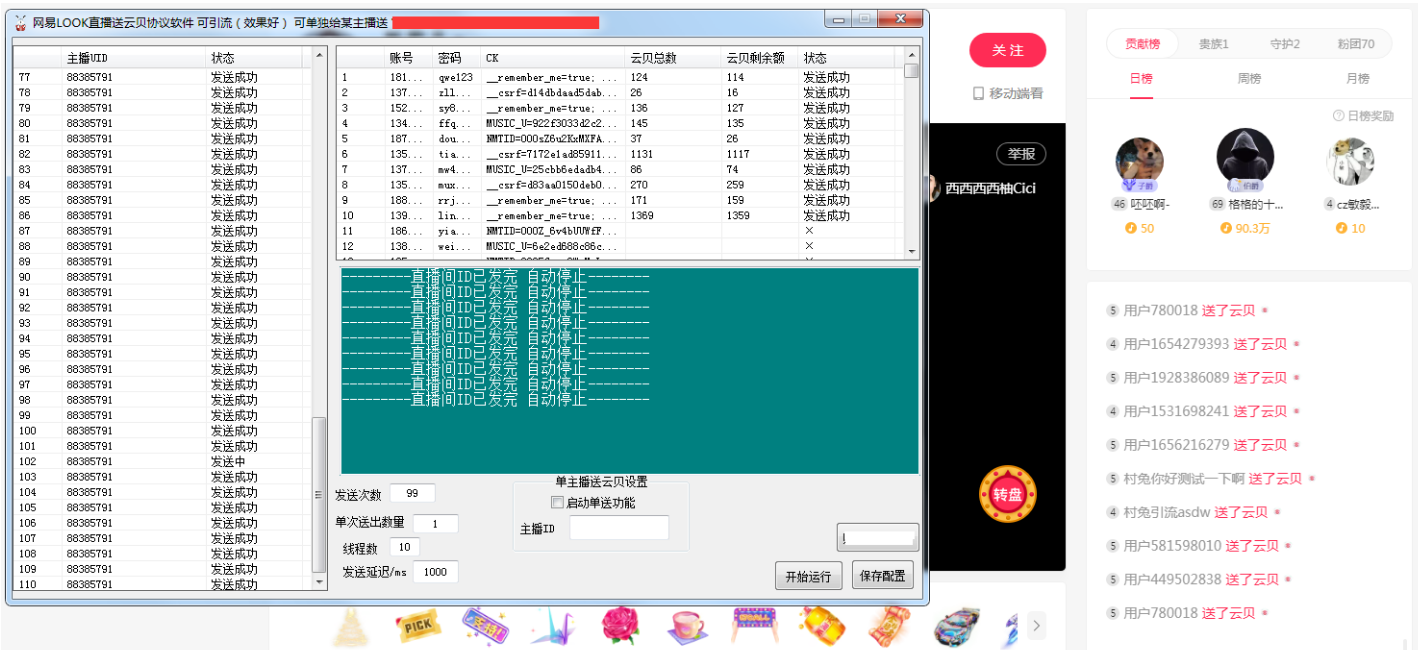 网易LOOK直播送云贝协议软件 可引流（效果好） 可单独给某主播送
主播UID 状态
77 88385791 发送成功
78 88385791 发送成功
79 88385791 发送成功
80 88385791 发送成功
81 88385791 发送成功
82 88385791 发送成功
83 88385791 发送成功
84 88385791 发送成功
85 88385791 发送成功
86 88385791 发送成功
87 88385791 发送成功
88 88385791 发送成功
89 88385791 发送成功
90 88385791 发送成功
91 88385791 发送成功
92 88385791 发送成功
93 88385791 发送成功
94 88385791 发送成功
95 88385791 发送成功
96 88385791 发送成功
97 88385791 发送成功
98 88385791 发送成功
99 88385791 发送成功
100 88385791 发送成功
101 88385791 发送成功
102 88385791 发送中
103 88385791 发送成功
104 88385791 发送成功
105 88385791 发送成功
106 88385791 发送成功
107 88385791 发送成功
108 88385791 发送成功
109 88385791 发送成功
110 88385791 发送成功
账号 密码 CK 云贝总数 云贝剩余额 状态
1 181... qwe123 __remember_me=true; ... 124 114 发送成功
2 137... zll... __csrf=d14dbdaad5dab... 26 16 发送成功
3 152... sy8... __remember_me=true; ... 136 127 发送成功
4 134... ffq... MUSIC_U=922f3033d2c2... 145 135 发送成功
5 187... dou... NMTID=000sZ6u2KxMXFA... 37 26 发送成功
6 135... tia... __csrf=7172e1ad85911... 1131 1117 发送成功
7 137... mw4... MUSIC_U=25cbb6edadb4... 86 74 发送成功
8 135... mux... __csrf=d83aa0150deb0... 270 259 发送成功
9 188... rrj... __remember_me=true; ... 171 159 发送成功
10 139... lin... __remember_me=true; ... 1369 1359 发送成功
11 186... yia... NMTID=000Z_6v4bUUWfF... ×
12 138... wei... MUSIC_U=6e2ed688c86c... ×
---------直播间ID已发完 自动停止--------
---------直播间ID已发完 自动停止--------
---------直播间ID已发完 自动停止--------
---------直播间ID已发完 自动停止--------
---------直播间ID已发完 自动停止--------
---------直播间ID已发完 自动停止--------
---------直播间ID已发完 自动停止--------
---------直播间ID已发完 自动停止--------
---------直播间ID已发完 自动停止--------
发送次数 99
单次送出数量 1
线程数 10
发送延迟/ms 1000
单主播送云贝设置
启动单送功能
主播ID
开始运行 保存配置
关注
移动端看
举报
西西西西柚Cici
转盘
PICK
贡献榜 贵族1 守护2 粉团70
日榜 周榜 月榜
日榜奖励
子爵 伯爵
46 呸呸啊- 69 格格的十... 4 cz敏毅...
50 90.3万 10
5 用户780018 送了云贝
4 用户1654279393 送了云贝
5 用户1928386089 送了云贝
4 用户1531698241 送了云贝
5 用户1656216279 送了云贝
5 村兔你好测试一下啊 送了云贝
4 村兔引流asdw 送了云贝
5 用户581598010 送了云贝
5 用户449502838 送了云贝
5 用户780018 送了云贝